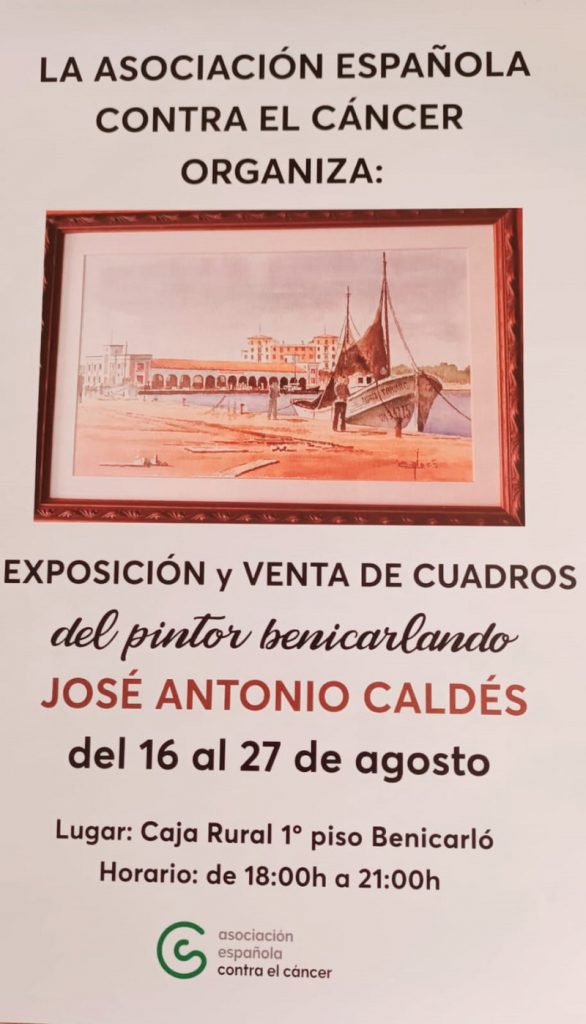 LA ASOCIACIÓN ESPAÑOLA
CONTRA EL CÁNCER
ORGANIZA:
EXPOSICIÓN y VENTA DE CUADROS
del pintor benicarlando
JOSÉ ANTONIO CALDÉS
del 16 al 27 de agosto
Lugar: Caja Rural 1º piso Benicarló
Horario: de 18:00h a 21:00h
asociación
española
contra el cáncer